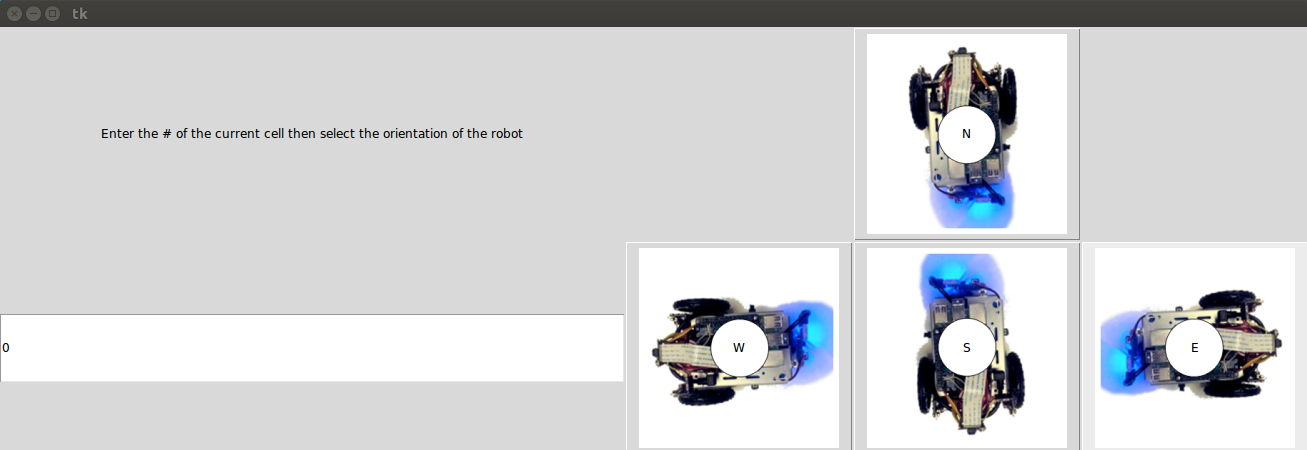 tk
Enter the # of the current cell then select the orientation of the robot
N
0
W
S
E